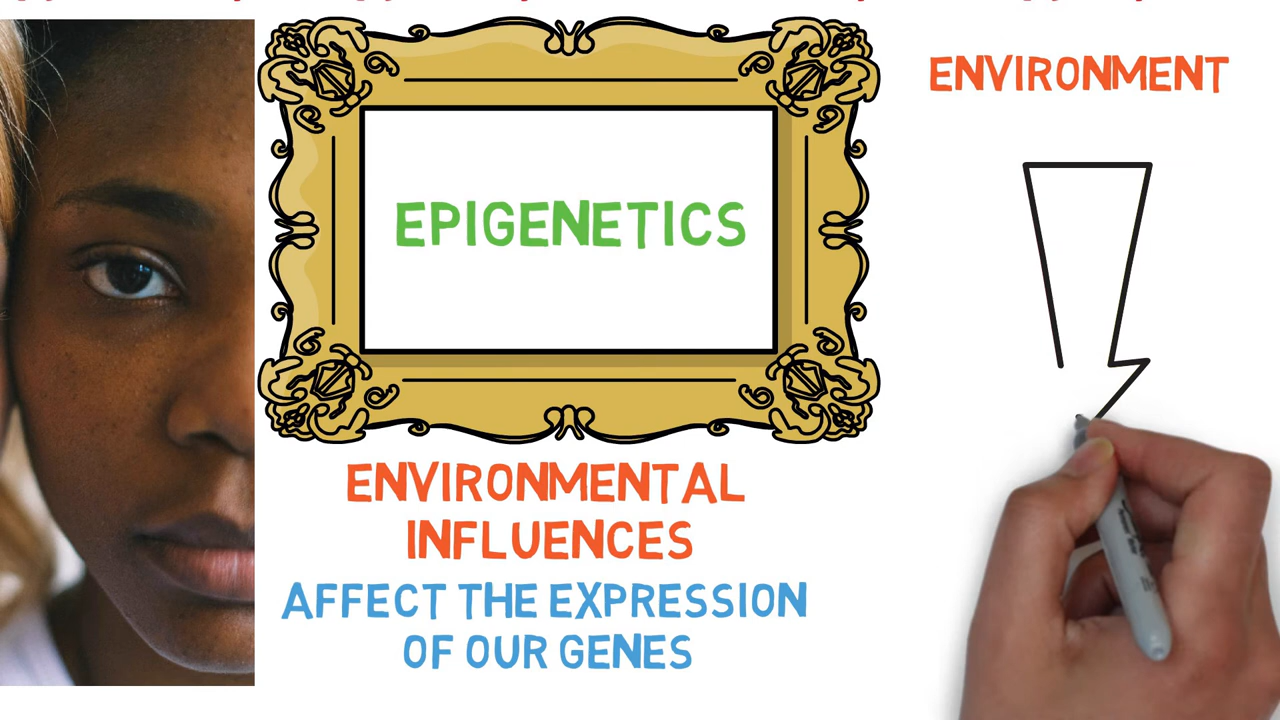 EPIGENETICS
ENVIRONMENTAL
INFLUENCES
AFFECT THE EXPRESSION
OF OUR GENES
ENVIRONMENT